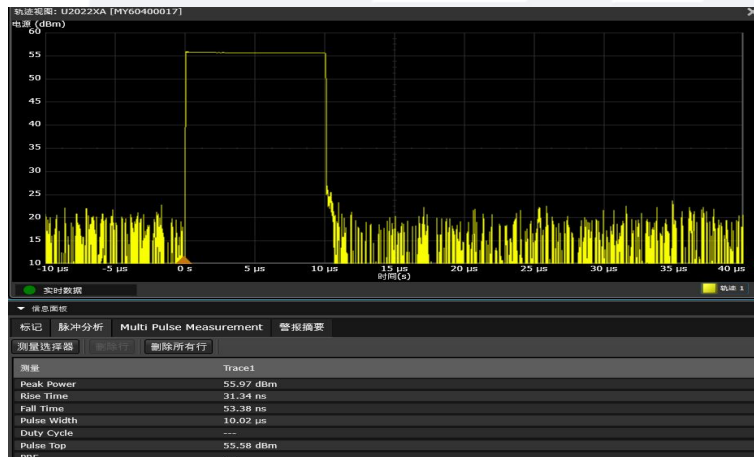 轨迹视图: U2022XA [MY60400017]
电源 (dBm)
60
55
50
45
40
35
30
25
20
15
10
-10 µs -5 µs 0 s 5 µs 10 µs 15 µs 20 µs 25 µs 30 µs 35 µs 40 µs
时间(s)
实时数据 轨迹 1
信息面板
标记 脉冲分析 Multi Pulse Measurement 警报摘要
测量选择器 删除行 删除所有行
测量 Trace1
Peak Power 55.97 dBm
Rise Time 31.34 ns
Fall Time 53.38 ns
Pulse Width 10.02 µs
Duty Cycle ---
Pulse Top 55.58 dBm